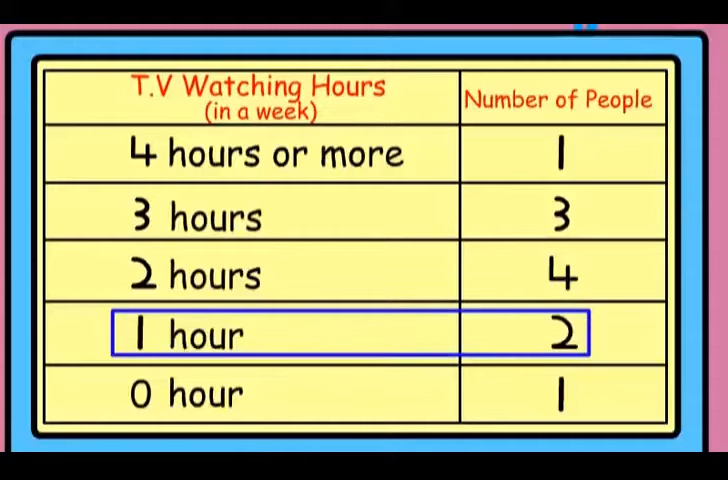 T.V Watching Hours
(in a week)
Number of People
4 hours or more 1
3 hours 3
2 hours 4
1 hour 2
0 hour 1